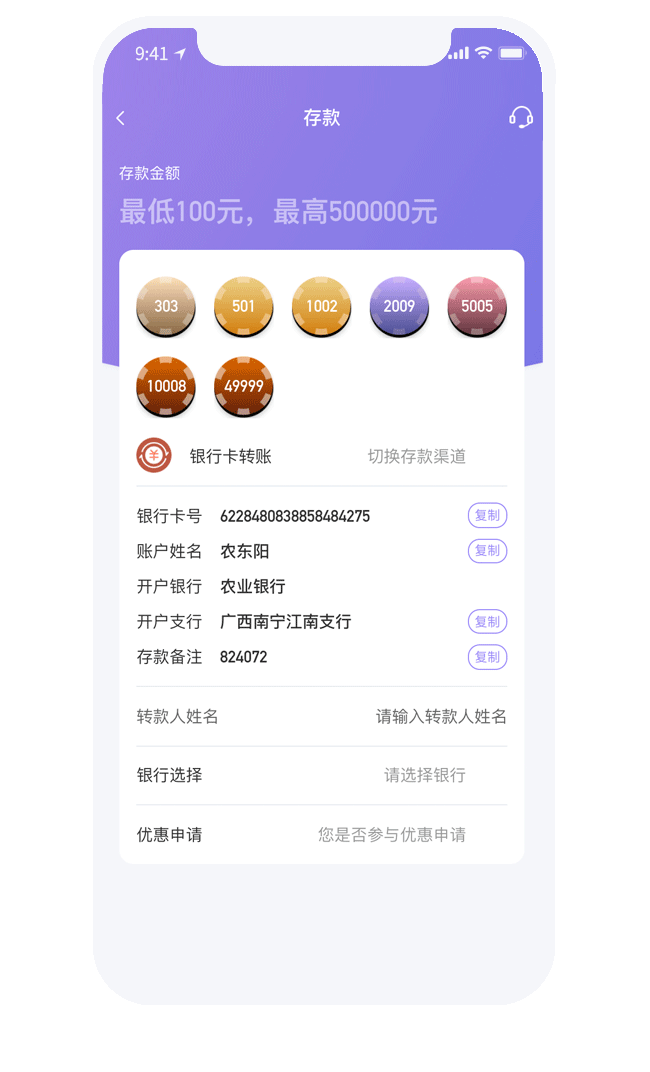 9:41
存款
存款金额
最低100元，最高500000元
303 501 1002 2009 5005
10008 49999
¥ 银行卡转账 切换存款渠道
银行卡号 6228480838858484275 复制
账户姓名 农东阳 复制
开户银行 农业银行
开户支行 广西南宁江南支行 复制
存款备注 824072 复制
转款人姓名 请输入转款人姓名
银行选择 请选择银行
优惠申请 您是否参与优惠申请